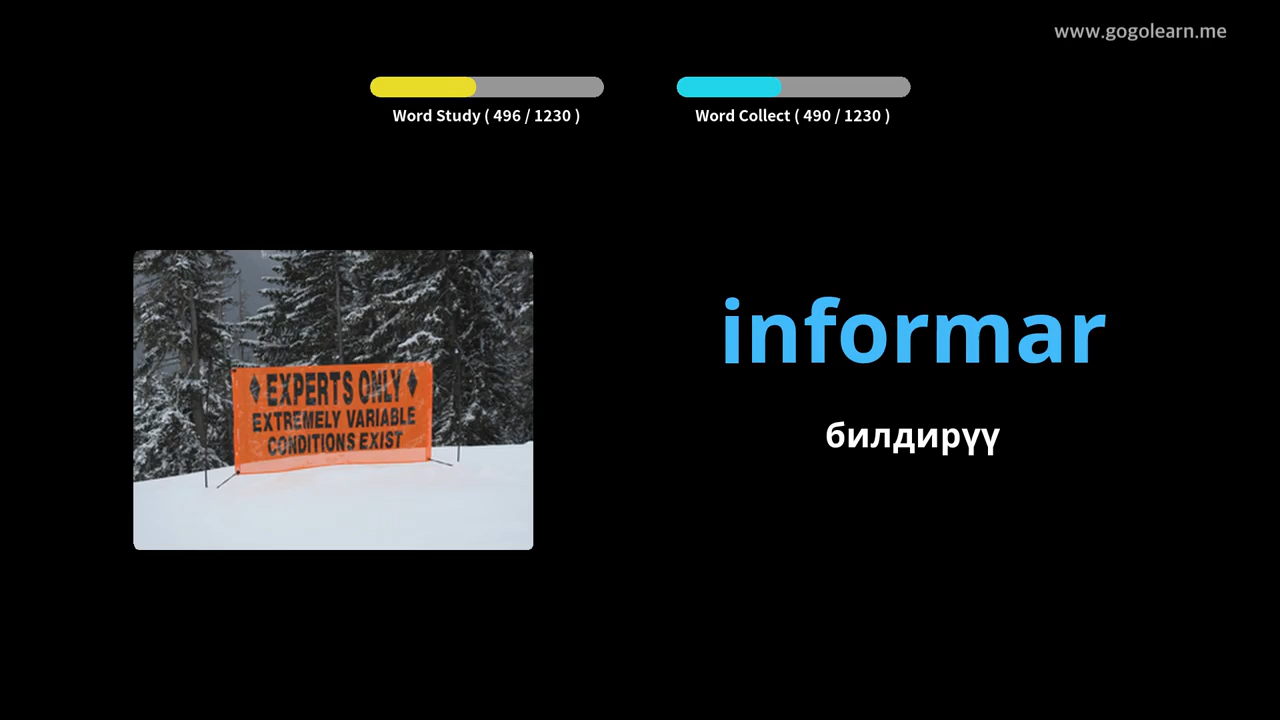 www.gogolearn.me
Word Study ( 496 / 1230 )
Word Collect ( 490 / 1230 )
EXPERTS ONLY
EXTREMELY VARIABLE
CONDITIONS EXIST
informar
билдирүү